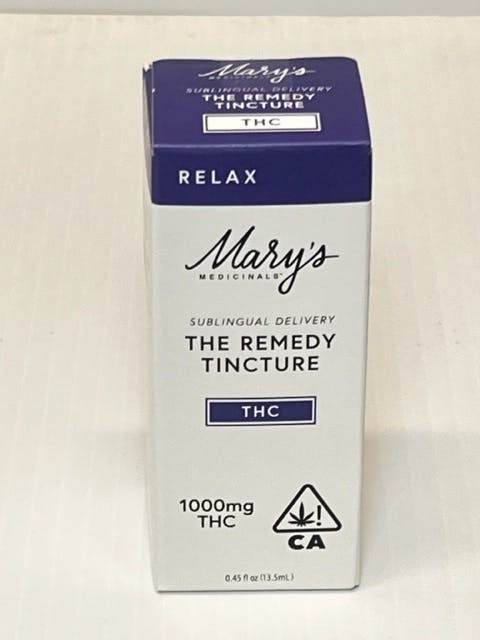 Mary's
MEDICINALS
SUBLINGUAL DELIVERY
THE REMEDY
TINCTURE
THC
RELAX
Mary's
MEDICINALS™
SUBLINGUAL DELIVERY
THE REMEDY
TINCTURE
THC
1000mg
THC
!
CA
0.45 fl oz (13.5mL)